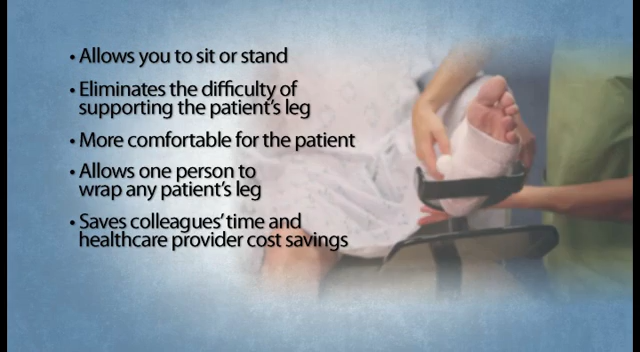 • Allows you to sit or stand
• Eliminates the difficulty of
supporting the patient's leg
• More comfortable for the patient
• Allows one person to
wrap any patient's leg
• Saves colleagues' time and
healthcare provider cost savings